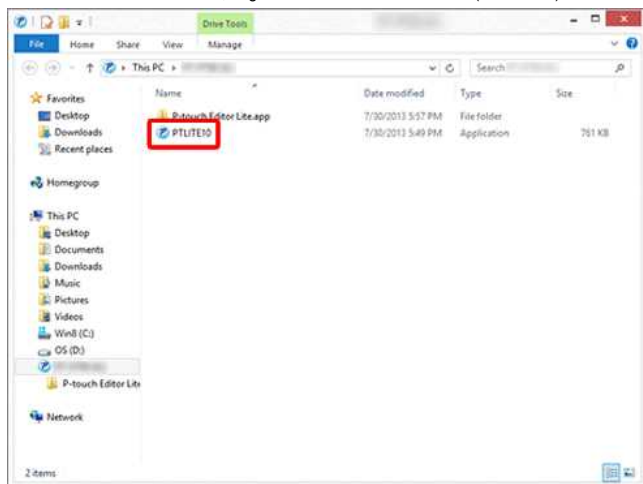 Drive Tools
File Home Share View Manage
This PC
Search
Name Date modified Type Size
P-touch Editor Lite.app 7/30/2013 5:57 PM File folder
PTLITE10 7/30/2013 5:49 PM Application 761 KB
Favorites
Desktop
Downloads
Recent places
Homegroup
This PC
Desktop
Documents
Downloads
Music
Pictures
Videos
Win8 (C:)
OS (D:)
P-touch Editor Lite
Network
2 items